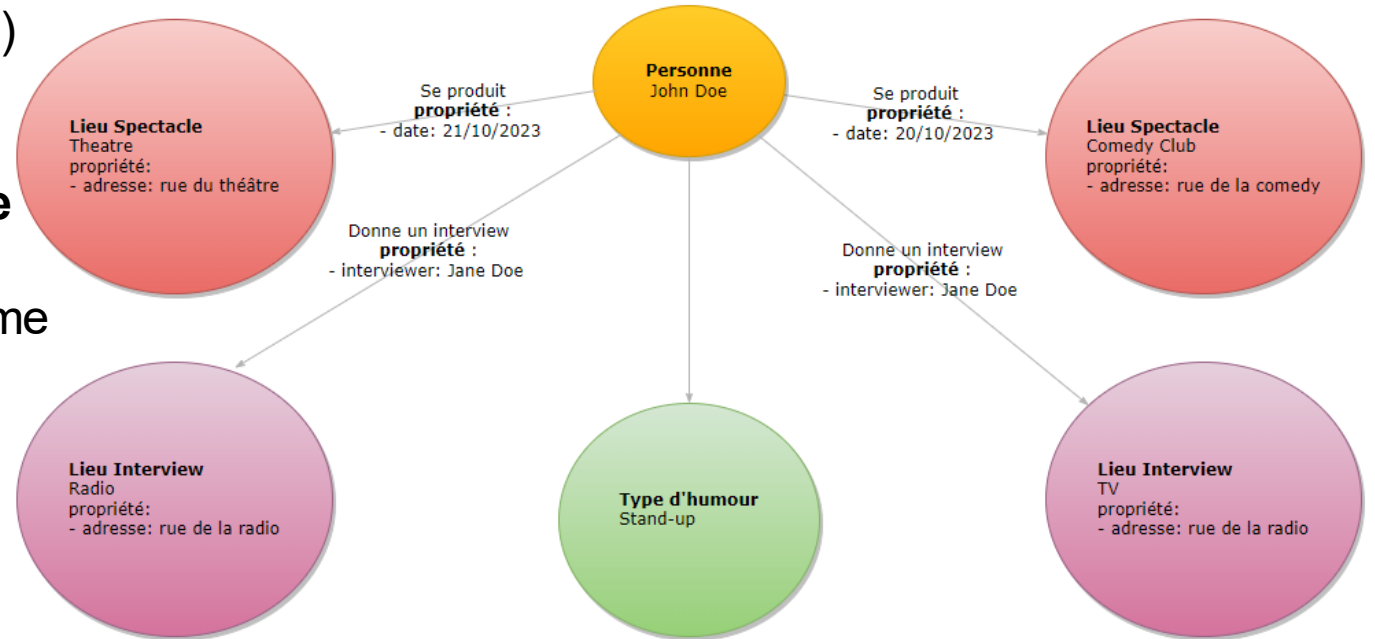 )
e
me
Personne
John Doe
Se produit
propriété :
- date: 21/10/2023
Se produit
propriété :
- date: 20/10/2023
Lieu Spectacle
Theatre
propriété:
- adresse: rue du théâtre
Lieu Spectacle
Comedy Club
propriété:
- adresse: rue de la comedy
Donne un interview
propriété :
- interviewer: Jane Doe
Donne un interview
propriété :
- interviewer: Jane Doe
Lieu Interview
Radio
propriété:
- adresse: rue de la radio
Type d'humour
Stand-up
Lieu Interview
TV
propriété:
- adresse: rue de la radio